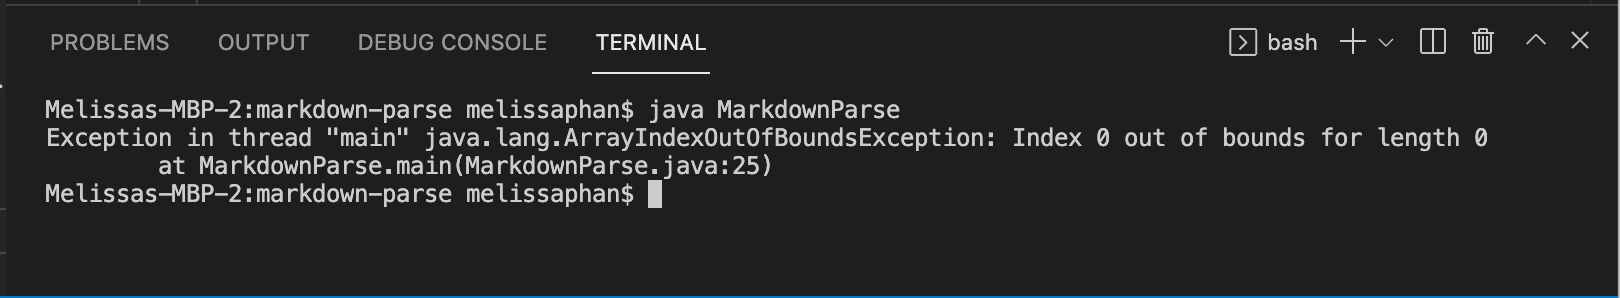 PROBLEMS OUTPUT DEBUG CONSOLE TERMINAL bash
Melissas-MBP-2:markdown-parse melissaphan$ java MarkdownParse
Exception in thread "main" java.lang.ArrayIndexOutOfBoundsException: Index 0 out of bounds for length 0
        at MarkdownParse.main(MarkdownParse.java:25)
Melissas-MBP-2:markdown-parse melissaphan$